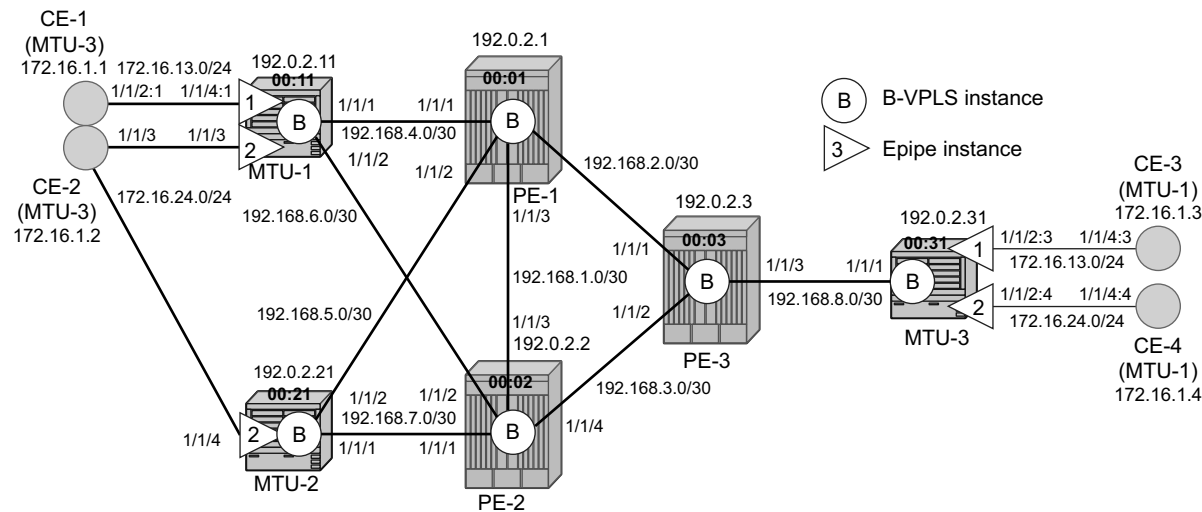 CE-1
(MTU-3)
172.16.1.1
172.16.13.0/24
1/1/2:1
1/1/4:1
192.0.2.11
00:11
1
1/1/3
1/1/3
2
B
MTU-1
CE-2
(MTU-3)
172.16.1.2
172.16.24.0/24
1/1/1
1/1/1
192.168.4.0/30
1/1/2
1/1/2
192.0.2.1
00:01
B
PE-1
192.168.6.0/30
192.168.2.0/30
1/1/3
192.168.1.0/30
192.168.5.0/30
1/1/3
192.0.2.2
00:02
B
PE-2
192.0.2.21
00:21
2
B
MTU-2
1/1/4
1/1/2
1/1/2
192.168.7.0/30
1/1/1
1/1/1
1/1/4
192.168.3.0/30
192.0.2.3
00:03
1/1/1
B
1/1/2
PE-3
1/1/3
1/1/1
192.168.8.0/30
192.0.2.31
00:31
1
B
2
MTU-3
1/1/2:3
1/1/4:3
172.16.13.0/24
1/1/2:4
1/1/4:4
172.16.24.0/24
CE-3
(MTU-1)
172.16.1.3
CE-4
(MTU-1)
172.16.1.4
B
B-VPLS instance
3
Epipe instance